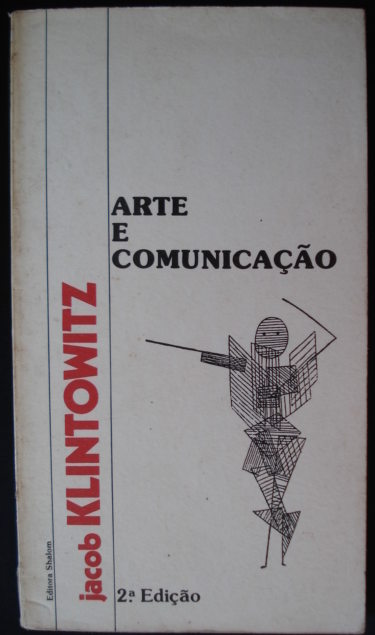 ARTE
E
COMUNICAÇÃO
jacob KLINTOWITZ
Editora Shalom
2.ª Edição